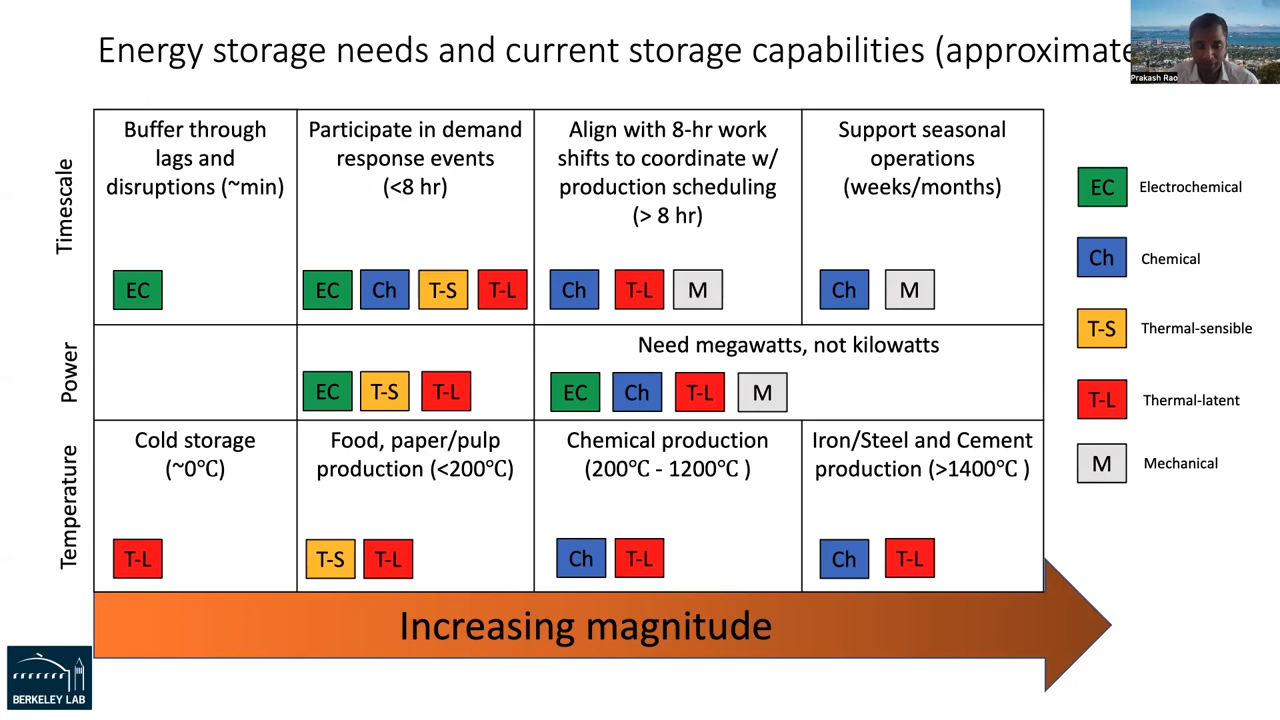 Energy storage needs and current storage capabilities (approximate
Prakash Rao
Timescale
Buffer through
lags and
disruptions (~min)
EC
Participate in demand
response events
(<8 hr)
EC Ch T-S T-L
Align with 8-hr work
shifts to coordinate w/
production scheduling
(> 8 hr)
Ch T-L M
Support seasonal
operations
(weeks/months)
Ch M
Power
EC T-S T-L
Need megawatts, not kilowatts
EC Ch T-L M
Temperature
Cold storage
(~0℃)
T-L
Food, paper/pulp
production (<200℃)
T-S T-L
Chemical production
(200℃ - 1200℃ )
Ch T-L
Iron/Steel and Cement
production (>1400℃ )
Ch T-L
Increasing magnitude
EC Electrochemical
Ch Chemical
T-S Thermal-sensible
T-L Thermal-latent
M Mechanical
BERKELEY LAB